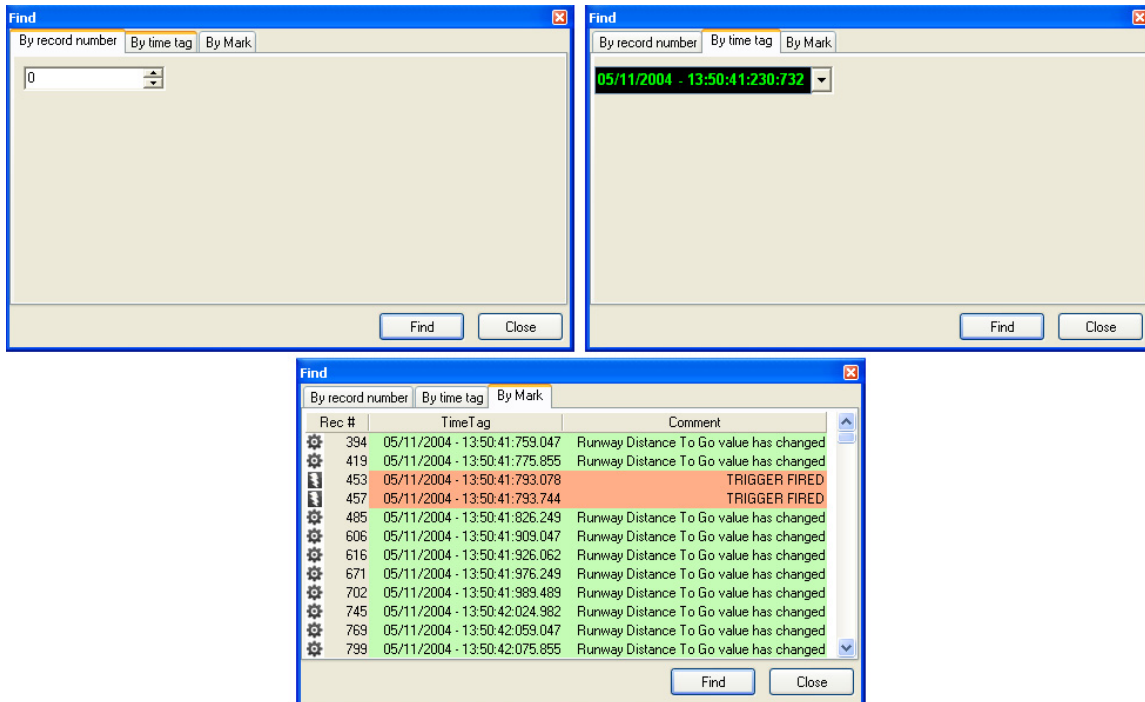 Find
By record number By time tag By Mark
0
Find Close
Find
By record number By time tag By Mark
05/11/2004 - 13:50:41:230:732
Find Close
Find
By record number By time tag By Mark
Rec # TimeTag Comment
394 05/11/2004 - 13:50:41:759.047 Runway Distance To Go value has changed
419 05/11/2004 - 13:50:41:775.855 Runway Distance To Go value has changed
453 05/11/2004 - 13:50:41:793.078 TRIGGER FIRED
457 05/11/2004 - 13:50:41:793.744 TRIGGER FIRED
485 05/11/2004 - 13:50:41:826.249 Runway Distance To Go value has changed
606 05/11/2004 - 13:50:41:909.047 Runway Distance To Go value has changed
616 05/11/2004 - 13:50:41:926.062 Runway Distance To Go value has changed
671 05/11/2004 - 13:50:41:976.249 Runway Distance To Go value has changed
702 05/11/2004 - 13:50:41:989.489 Runway Distance To Go value has changed
745 05/11/2004 - 13:50:42:024.982 Runway Distance To Go value has changed
769 05/11/2004 - 13:50:42:059.047 Runway Distance To Go value has changed
799 05/11/2004 - 13:50:42:075.855 Runway Distance To Go value has changed
Find Close